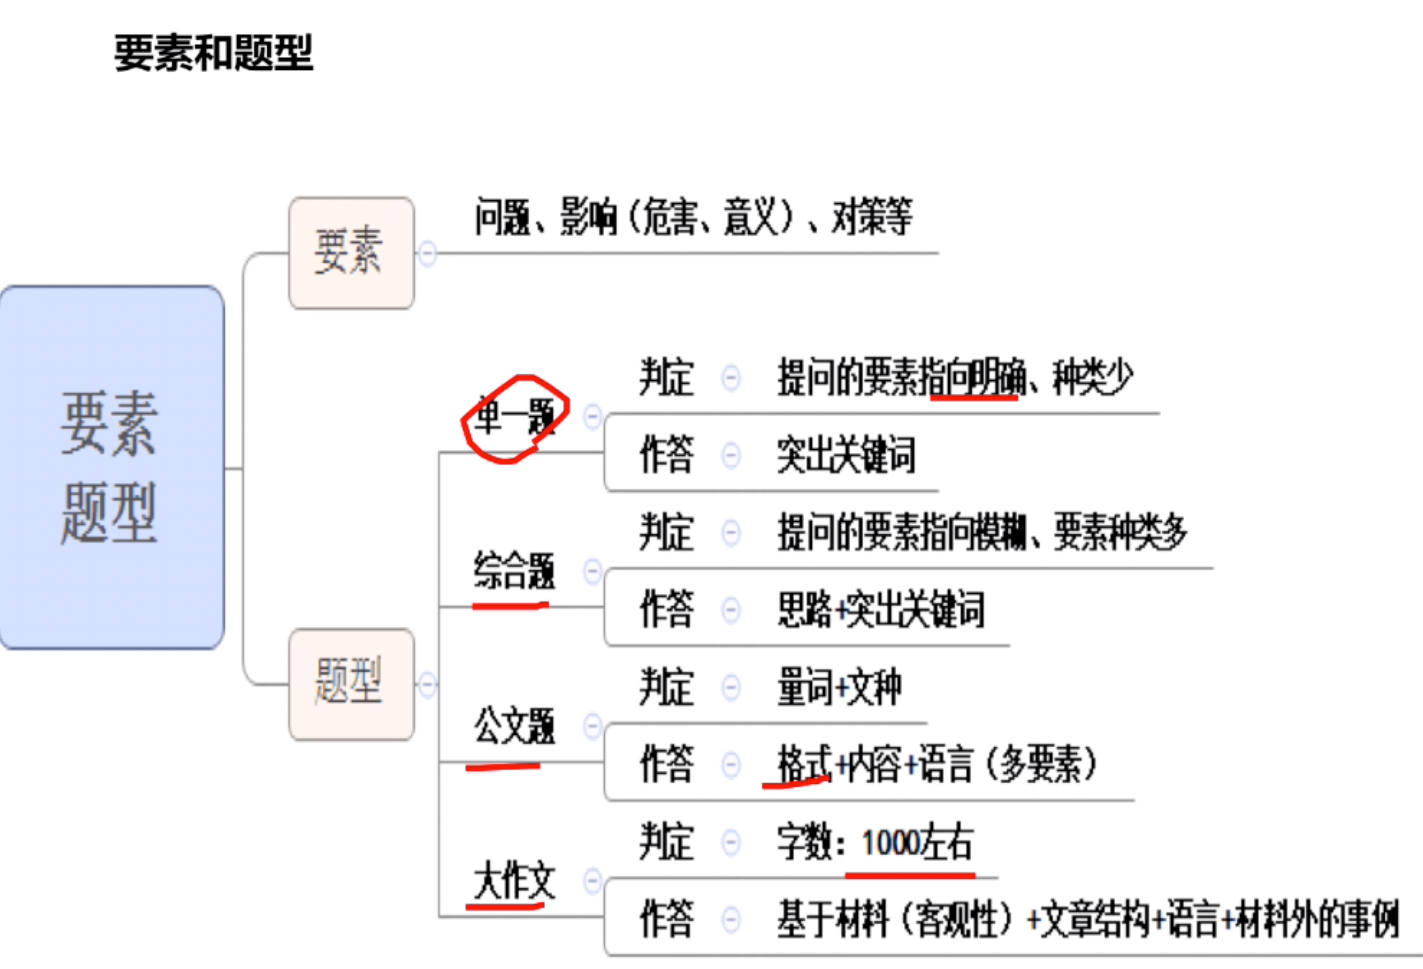 要素和题型
要素
题型
要素
问题、影响（危害、意义）、对策等
题型
单一题
判定
提问的要素指向明确、种类少
作答
突出关键词
综合题
判定
提问的要素指向模糊、要素种类多
作答
思路+突出关键词
公文题
判定
量词+文种
作答
格式+内容+语言（多要素）
大作文
判定
字数：1000左右
作答
基于材料（客观性）+文章结构+语言+材料外的事例